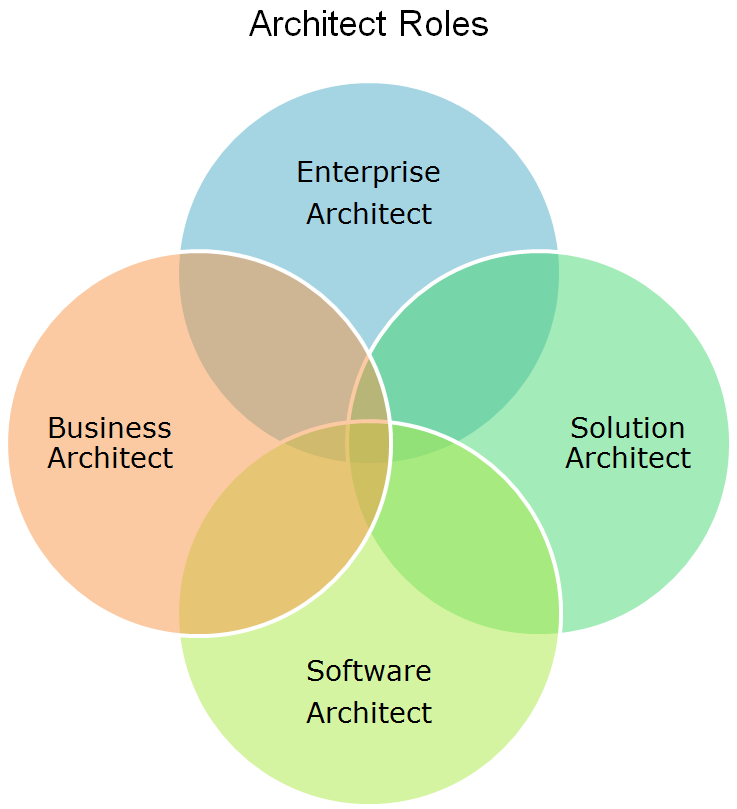 Architect Roles
Enterprise
Architect
Business
Architect
Solution
Architect
Software
Architect